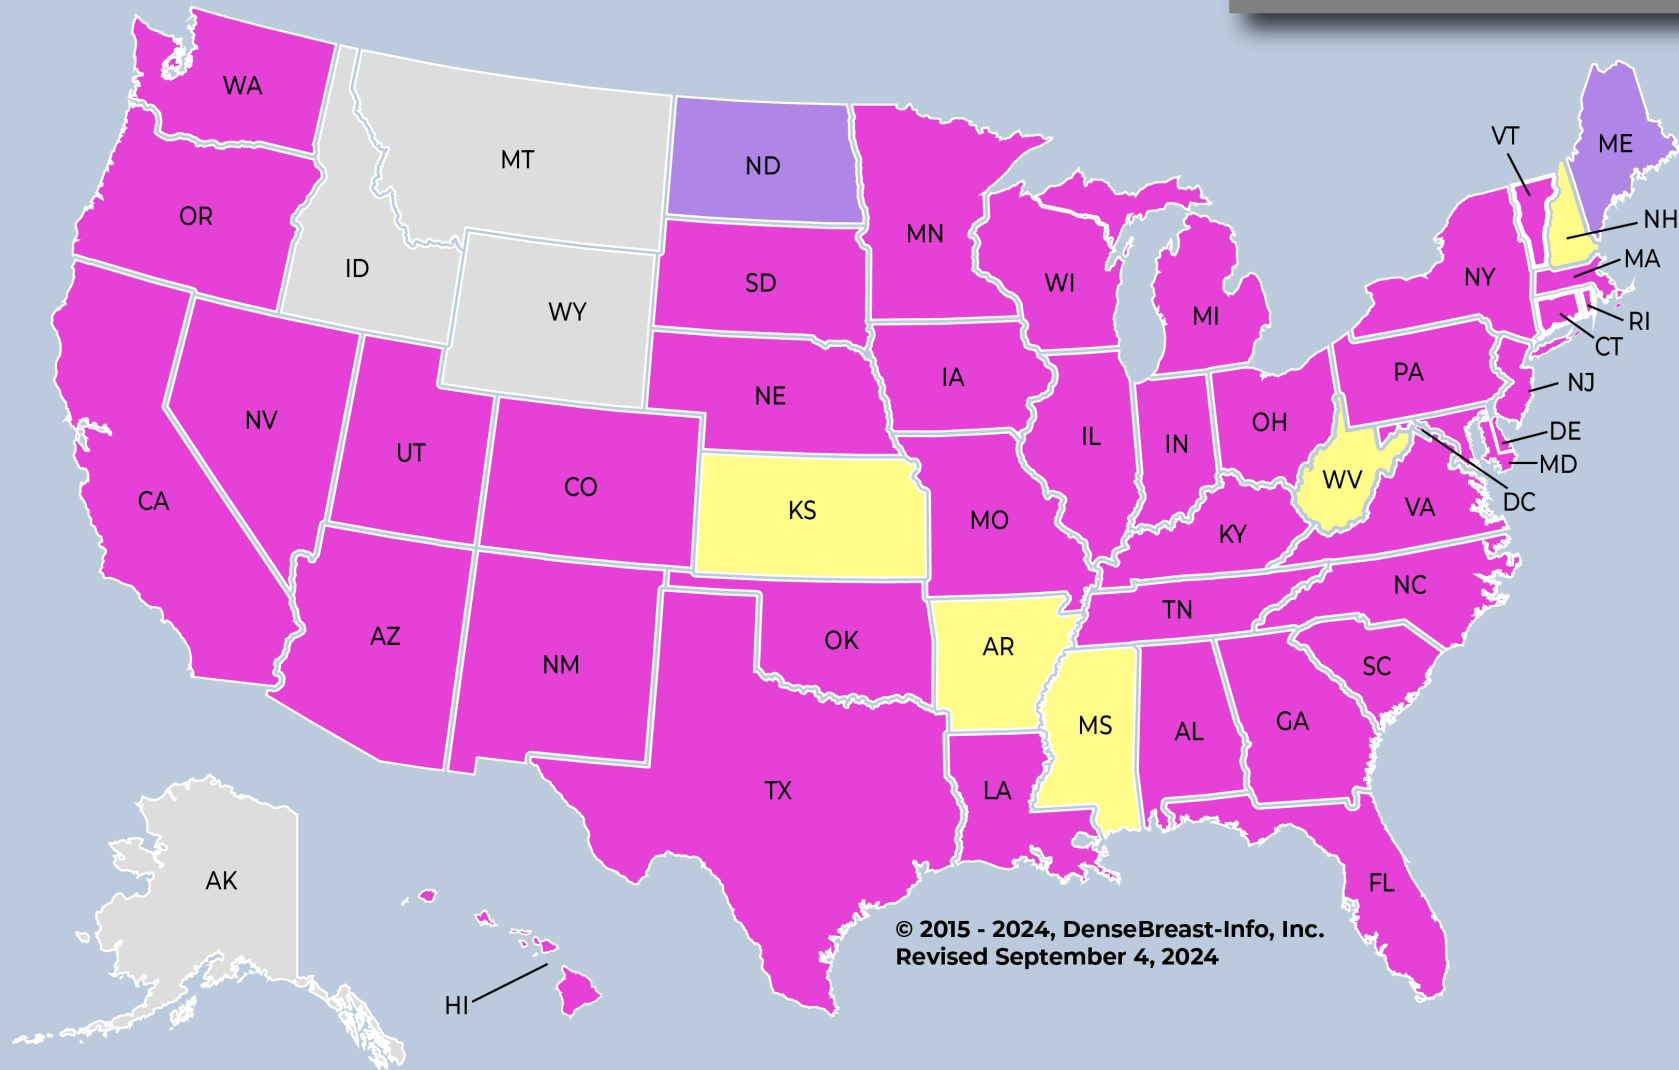 WA
MT
ND
ME
VT
OR
MN
NH
ID
SD
WI
NY
MA
WY
MI
RI
CT
IA
PA
NJ
NE
NV
UT
CO
IL
IN
OH
DE
MD
CA
KS
MO
WV
VA
DC
KY
NC
AZ
NM
OK
AR
TN
SC
MS
AL
GA
TX
LA
AK
FL
HI
© 2015 - 2024, DenseBreast-Info, Inc.
Revised September 4, 2024